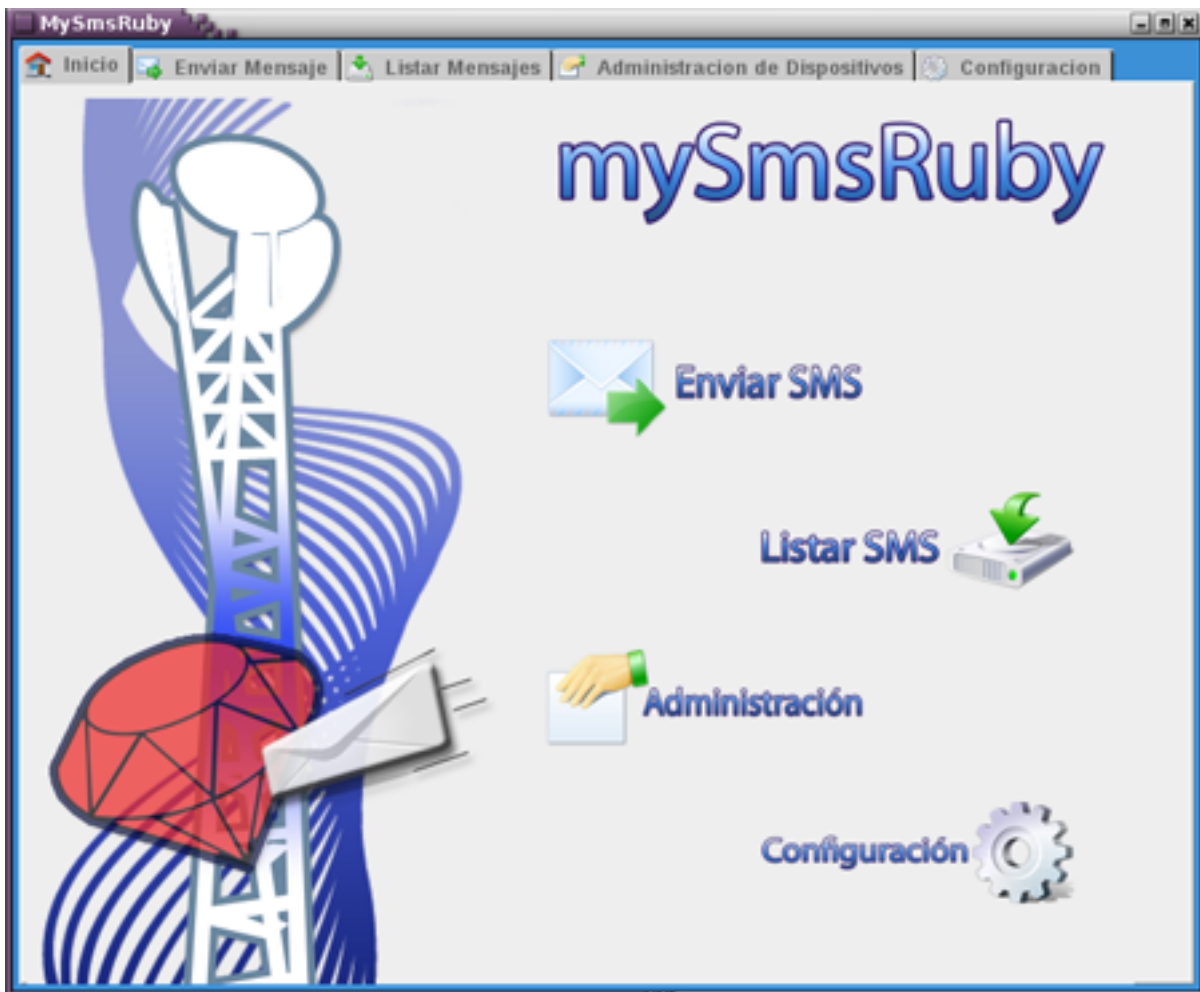 MySmsRuby
Inicio Enviar Mensaje Listar Mensajes Administracion de Dispositivos Configuracion
mySmsRuby
Enviar SMS
Listar SMS
Administración
Configuración